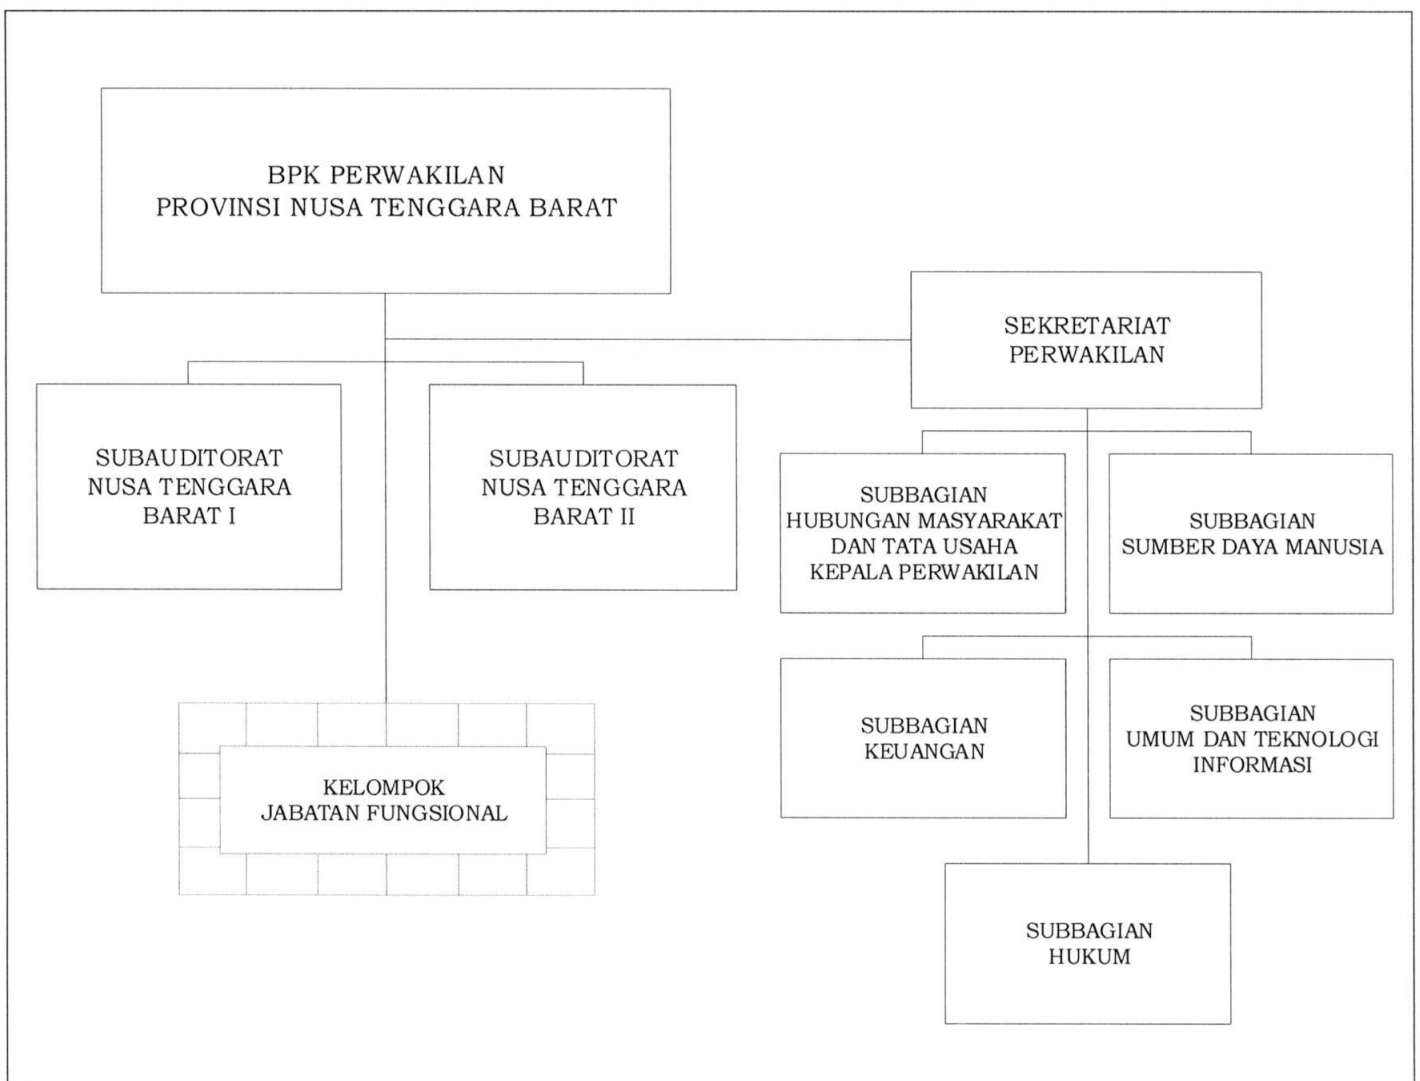 BPK PERWAKILAN
PROVINSI NUSA TENGGARA BARAT
SEKRETARIAT
PERWAKILAN
SUBAUDITORAT
NUSA TENGGARA
BARAT I
SUBAUDITORAT
NUSA TENGGARA
BARAT II
SUBBAGIAN
HUBUNGAN MASYARAKAT
DAN TATA USAHA
KEPALA PERWAKILAN
SUBBAGIAN
SUMBER DAYA MANUSIA
SUBBAGIAN
KEUANGAN
SUBBAGIAN
UMUM DAN TEKNOLOGI
INFORMASI
KELOMPOK
JABATAN FUNGSIONAL
SUBBAGIAN
HUKUM